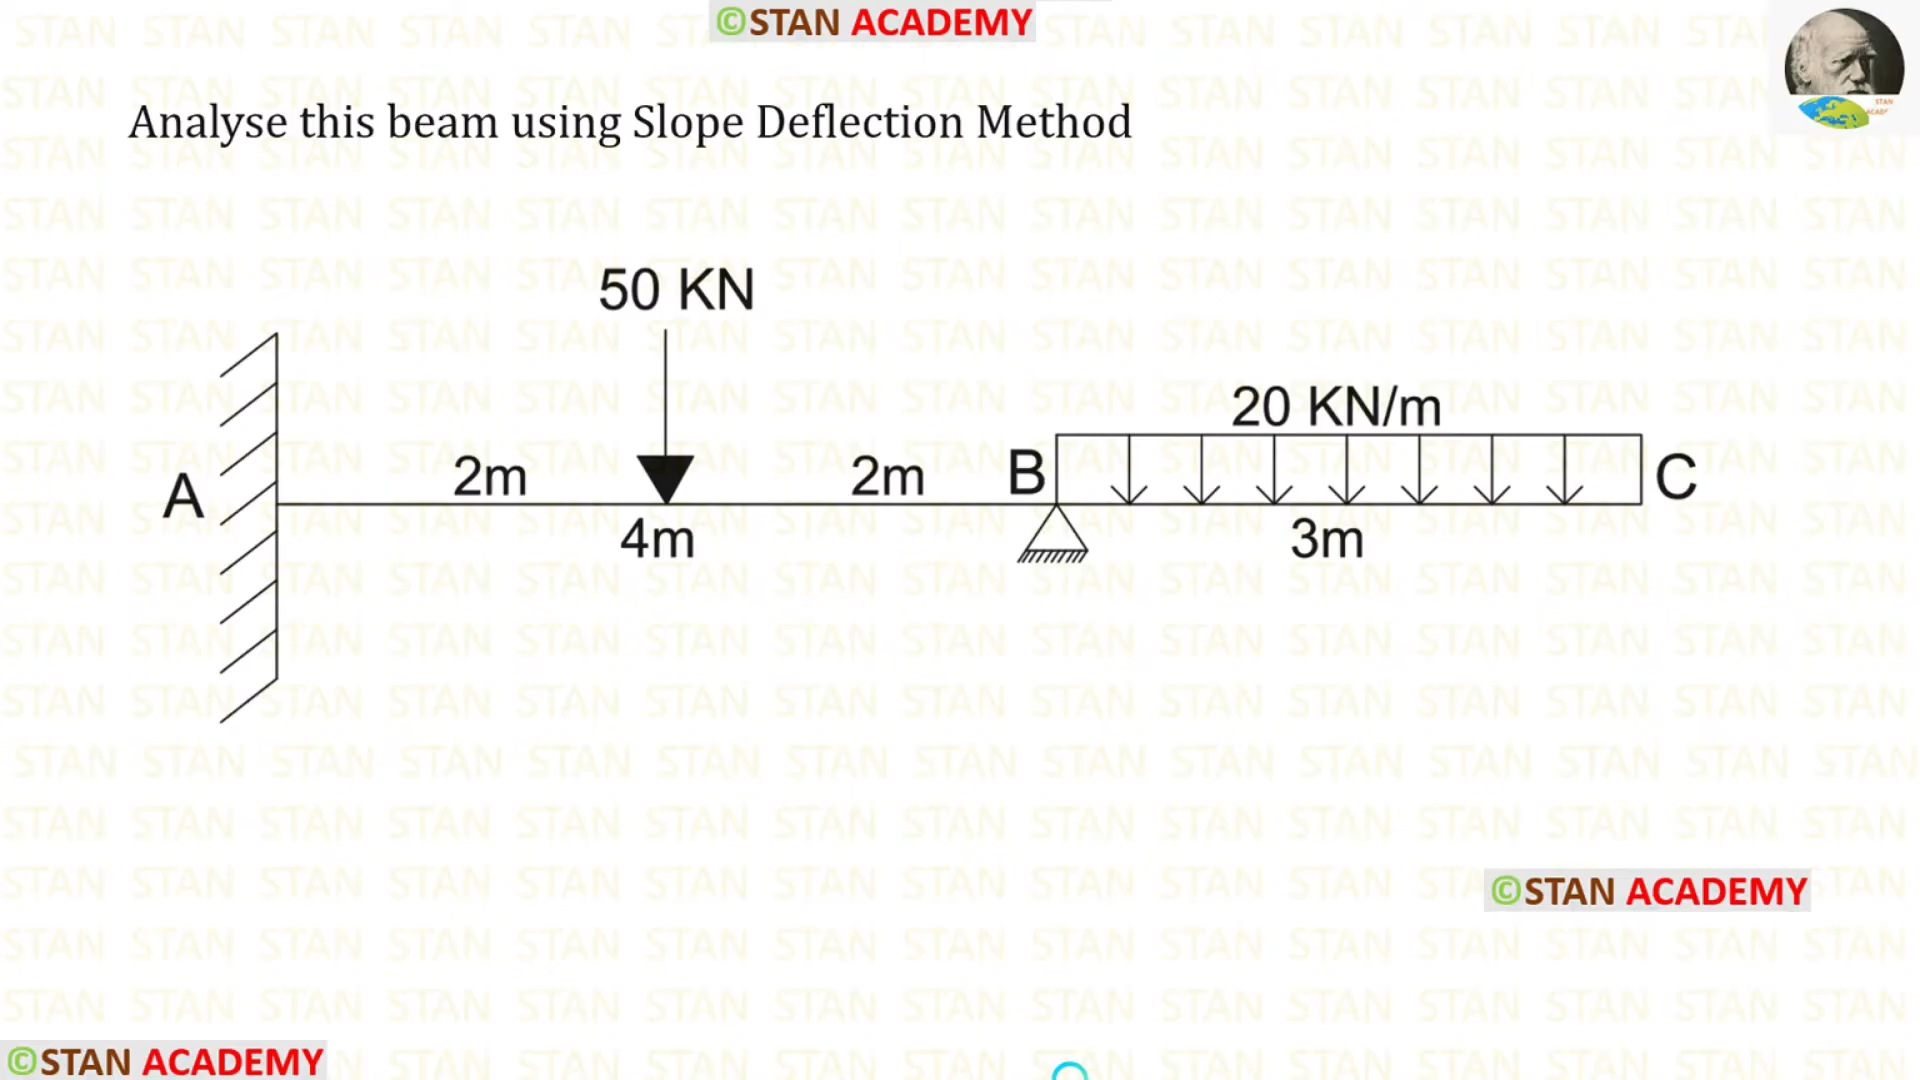 ©STAN ACADEMY
Analyse this beam using Slope Deflection Method
50 KN
20 KN/m
A
2m
2m
B
C
4m
3m
©STAN ACADEMY
©STAN ACADEMY